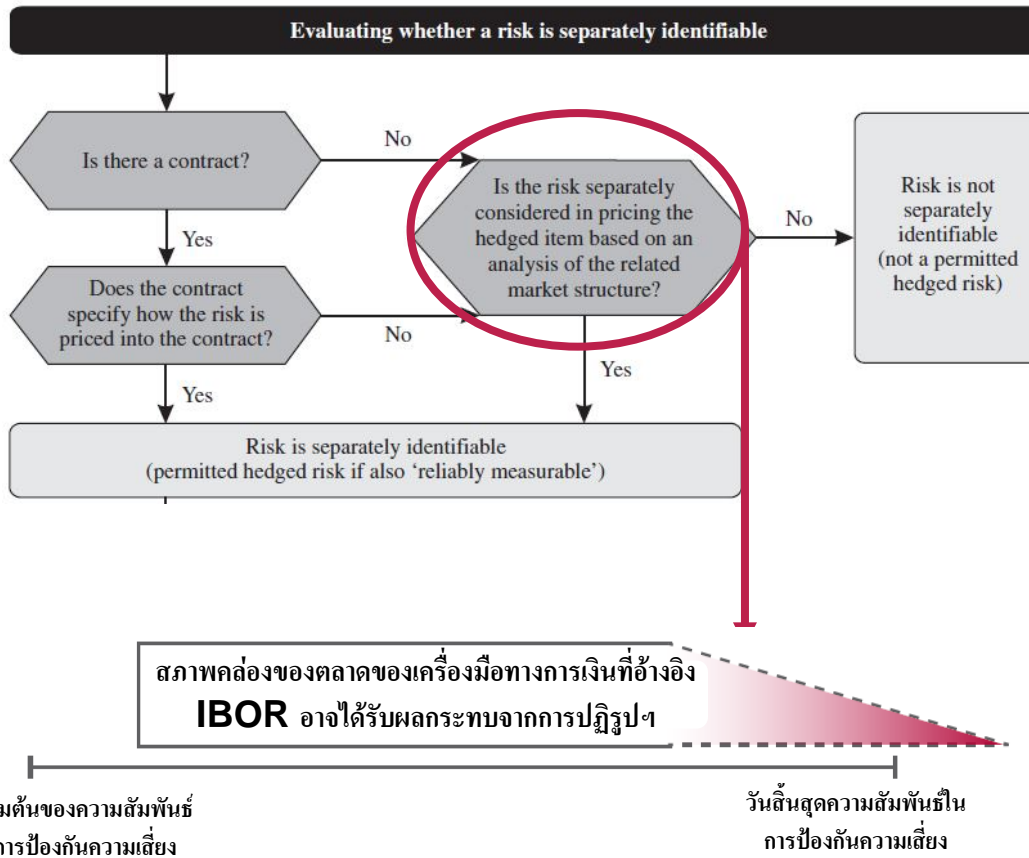 Evaluating whether a risk is separately identifiable
Is there a contract?
No
Yes
Does the contract
specify how the risk is
priced into the contract?
No
Yes
Is the risk separately
considered in pricing the
hedged item based on an
analysis of the related
market structure?
No
Yes
Risk is not
separately
identifiable
(not a permitted
hedged risk)
Risk is separately identifiable
(permitted hedged risk if also ‘reliably measurable’)
สภาพคล่องของตลาดของเครื่องมือทางการเงินที่อ้างอิง
IBOR อาจได้รับผลกระทบจากการปฏิรูปฯ
มต้นของความสัมพันธ์
การป้องกันความเสี่ยง
วันสิ้นสุดความสัมพันธ์ใน
การป้องกันความเสี่ยง